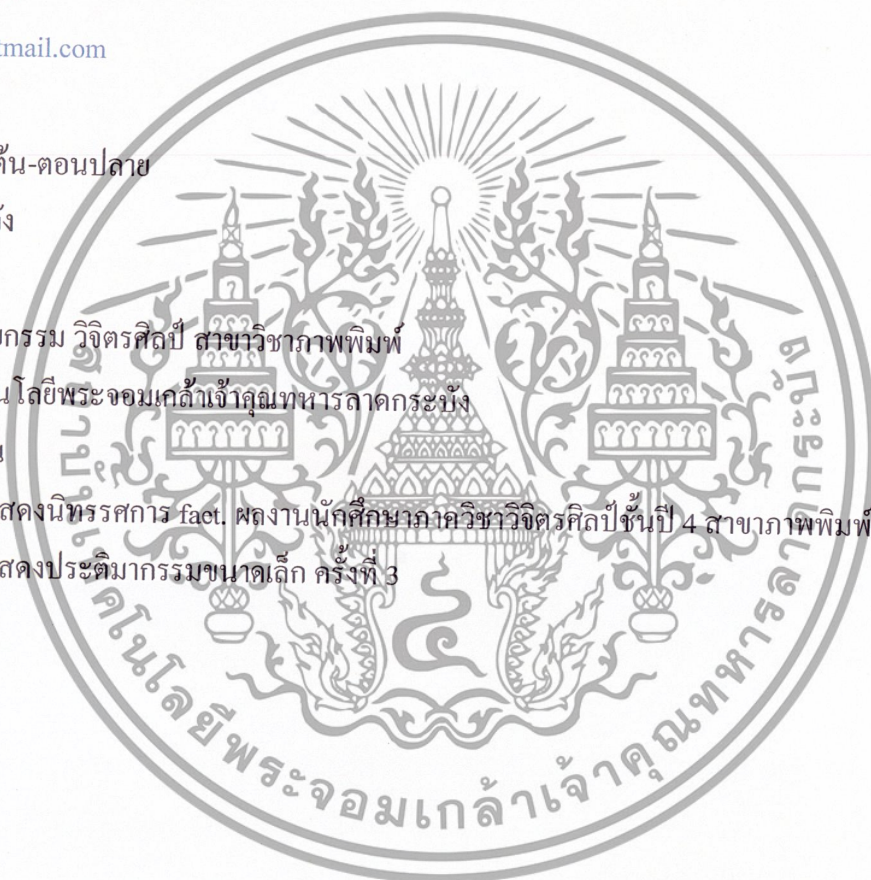 tmail.com
ต้น-ตอนปลาย
ัง
ยกรรม วิจิตรศิลป์ สาขาวิชาภาพพิมพ์
นโลยีพระจอมเกล้าเจ้าคุณทหารลาดกระบัง
น
สดงนิทรรศการ fact. ผลงานนักศึกษาภาควิชาวิจิตรศิลป์ชั้นปี 4 สาขาภาพพิมพ์
สดงประติมากรรมขนาดเล็ก ครั้งที่ 3
สถาบันเทคโนโลยีพระจอมเกล้าเจ้าคุณทหารลาดกระบัง
๔